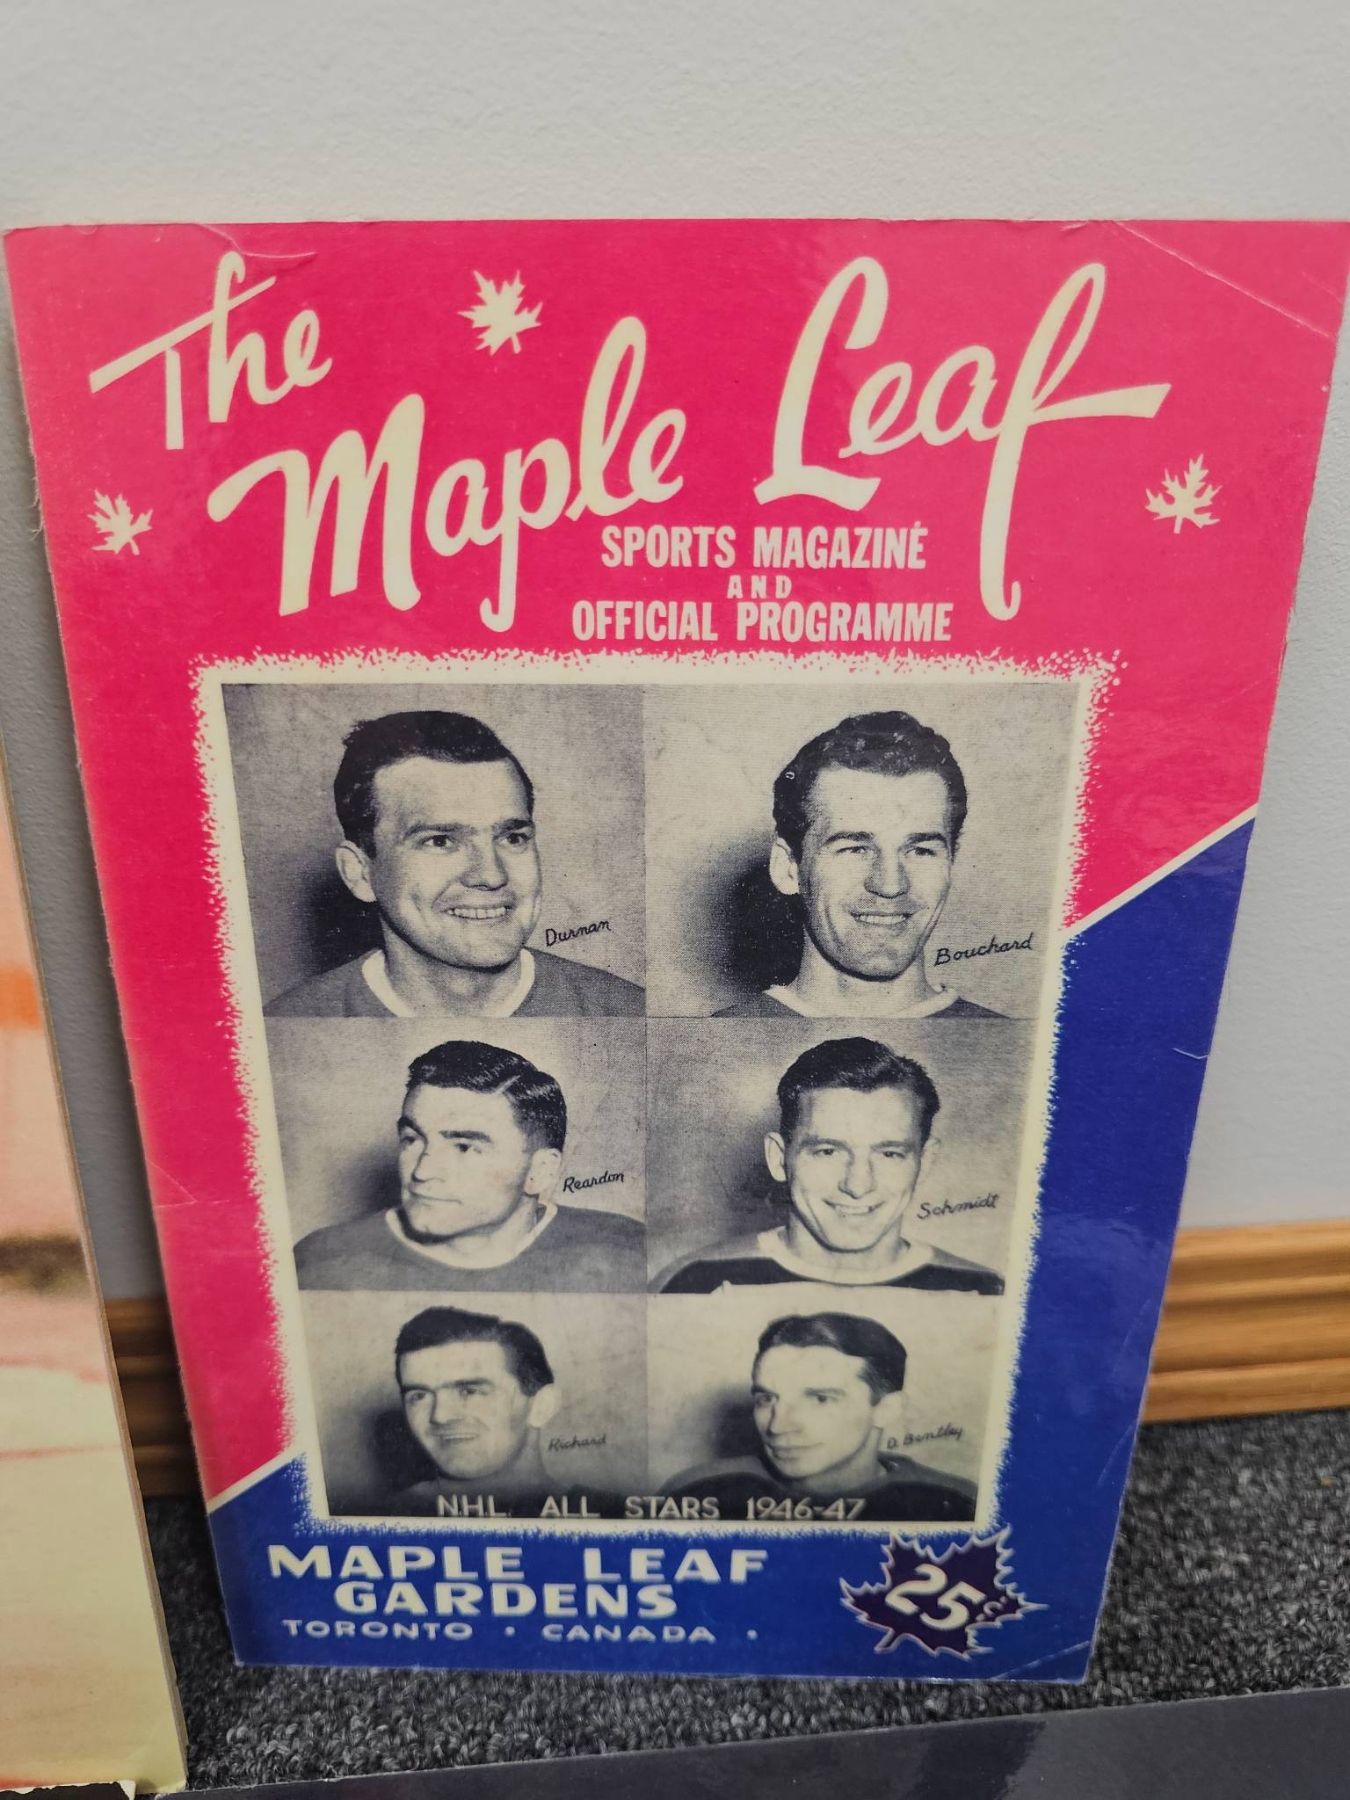 The
Maple Leaf
SPORTS MAGAZINE
AND
OFFICIAL PROGRAMME
Durnan
Bouchard
Reardon
Schmidt
Richard
D. Bentley
N.H.L. ALL STARS 1946-47
MAPLE LEAF
GARDENS
TORONTO • CANADA •
25¢